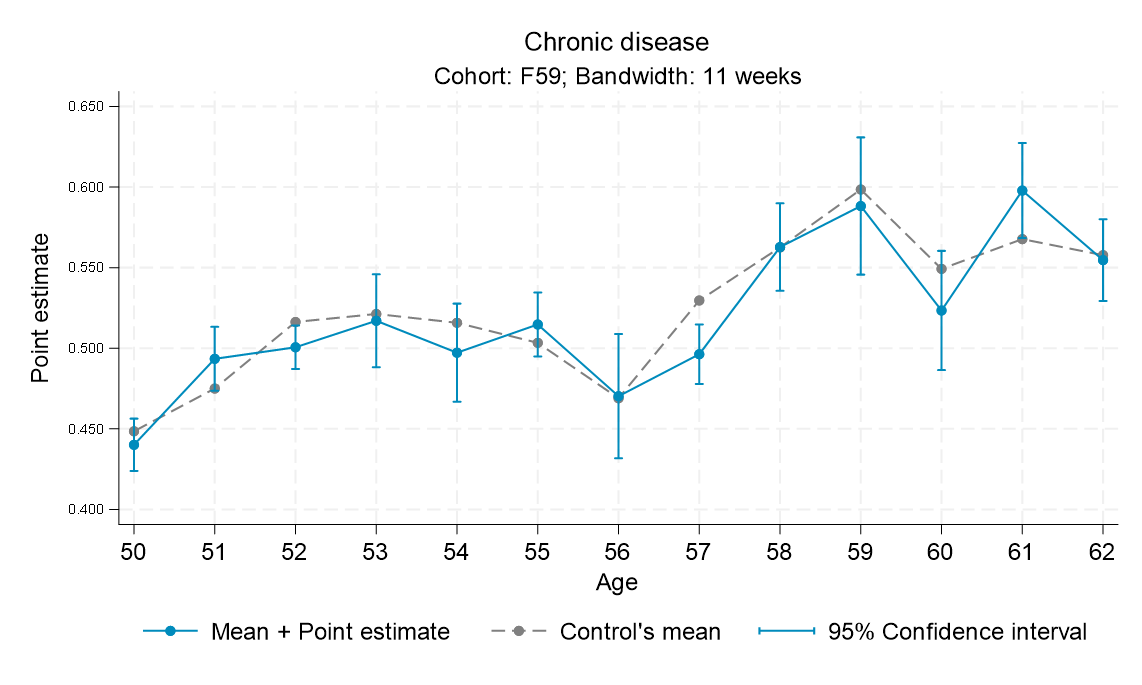 Chronic disease
Cohort: F59; Bandwidth: 11 weeks
0.650
0.600
0.550
0.500
0.450
0.400
Point estimate
50 51 52 53 54 55 56 57 58 59 60 61 62
Age
Mean + Point estimate Control's mean 95% Confidence interval